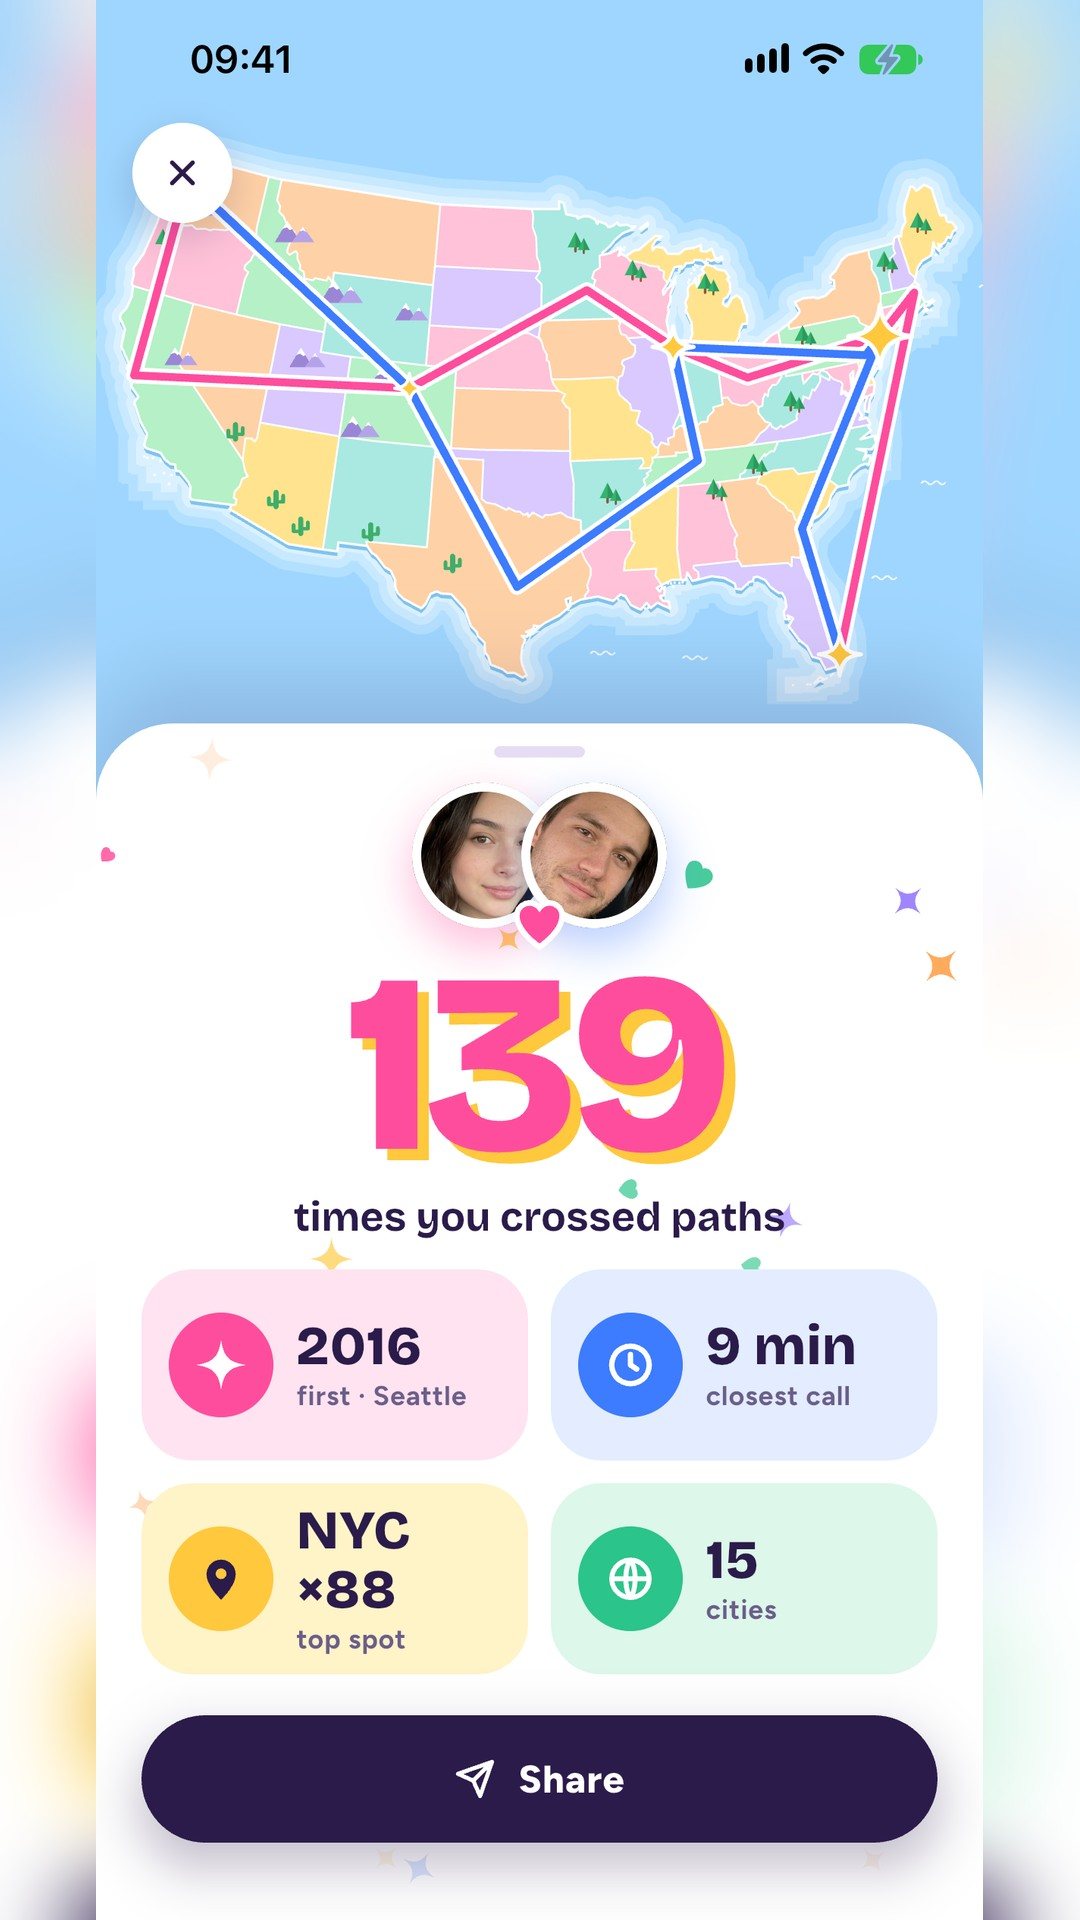 09:41
139
times you crossed paths
2016
first · Seattle
9 min
closest call
NYC
×88
top spot
15
cities
Share